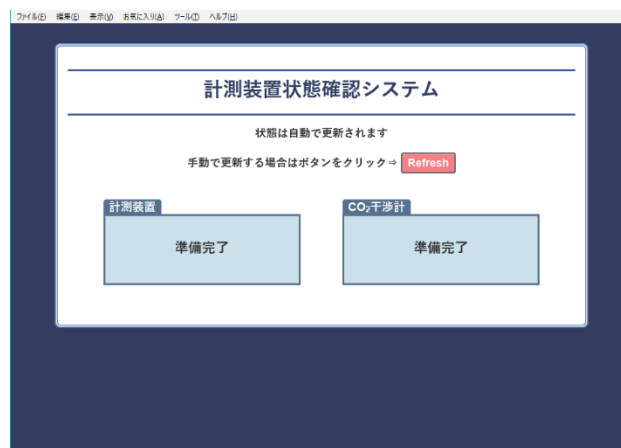 ファイル(F) 編集(E) 表示(V) お気に入り(A) ツール(T) ヘルプ(H)
計測装置状態確認システム
状態は自動で更新されます
手動で更新する場合はボタンをクリック⇒ Refresh
計測装置
準備完了
CO₂干渉計
準備完了